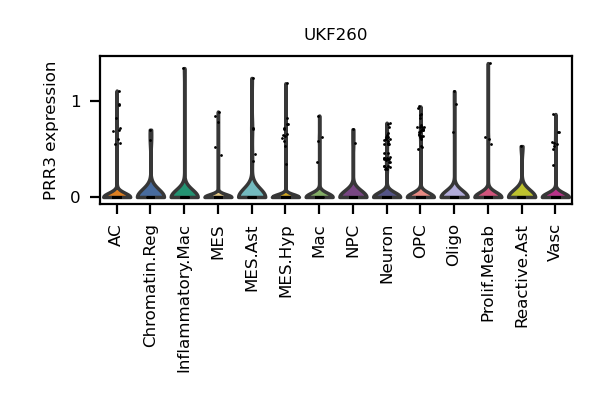 UKF260
PRR3 expression
1
0
AC
Chromatin.Reg
Inflammatory.Mac
MES
MES.Ast
MES.Hyp
Mac
NPC
Neuron
OPC
Oligo
Prolif.Metab
Reactive.Ast
Vasc